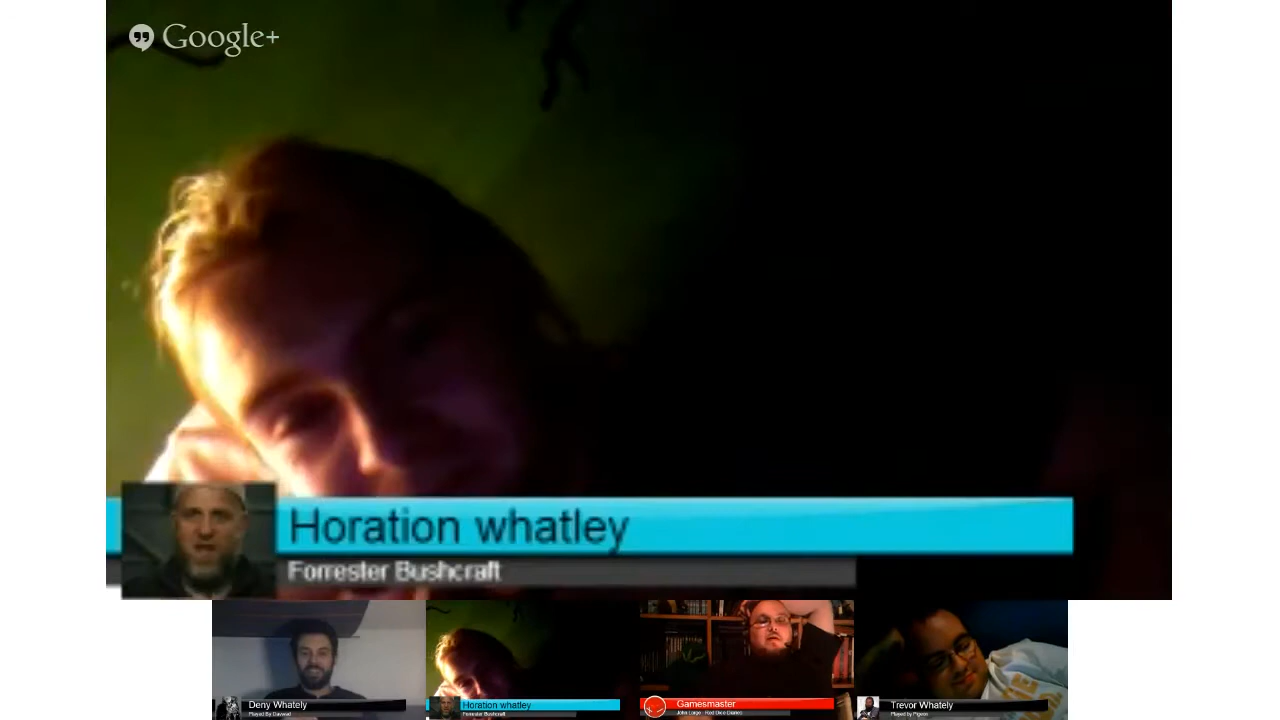 Google+
Horation whatley
Forrester Bushcraft
Deny Whately
Horation whatley
Forrester Bushcraft
Gamesmaster
Trevor Whately